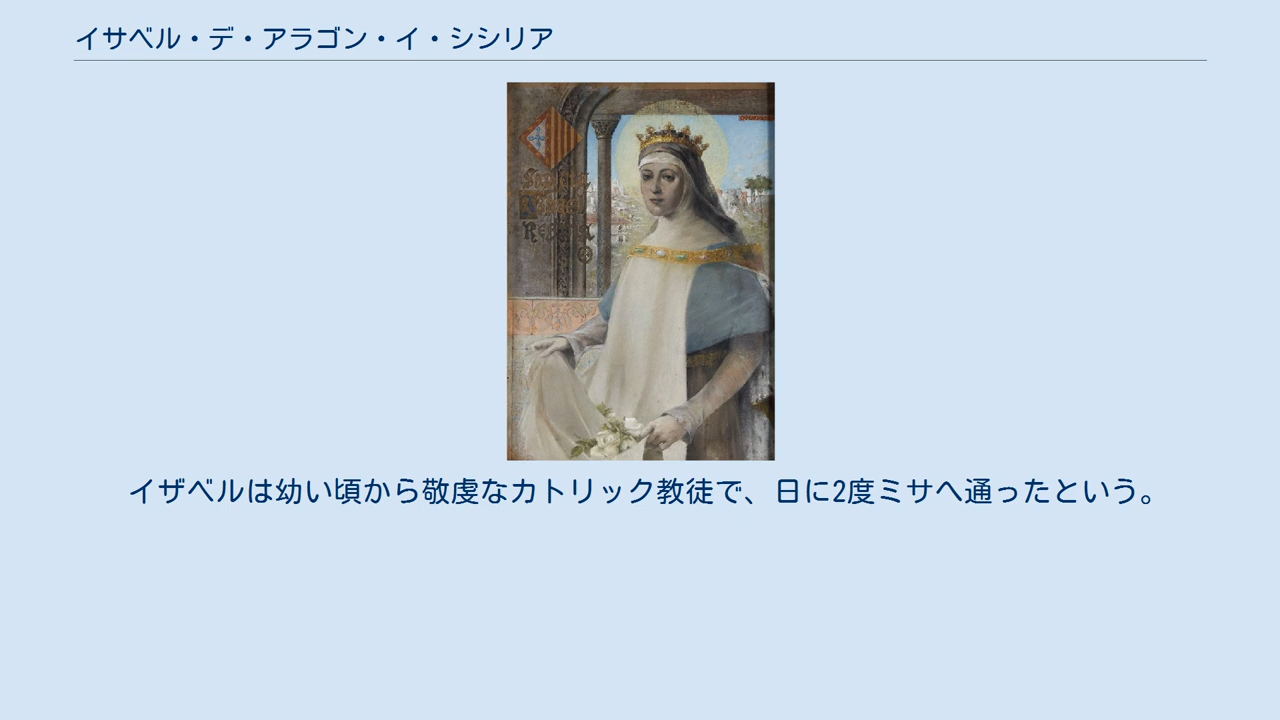 イサベル・デ・アラゴン・イ・シシリア
イザベルは幼い頃から敬虔なカトリック教徒で、日に2度ミサへ通ったという。